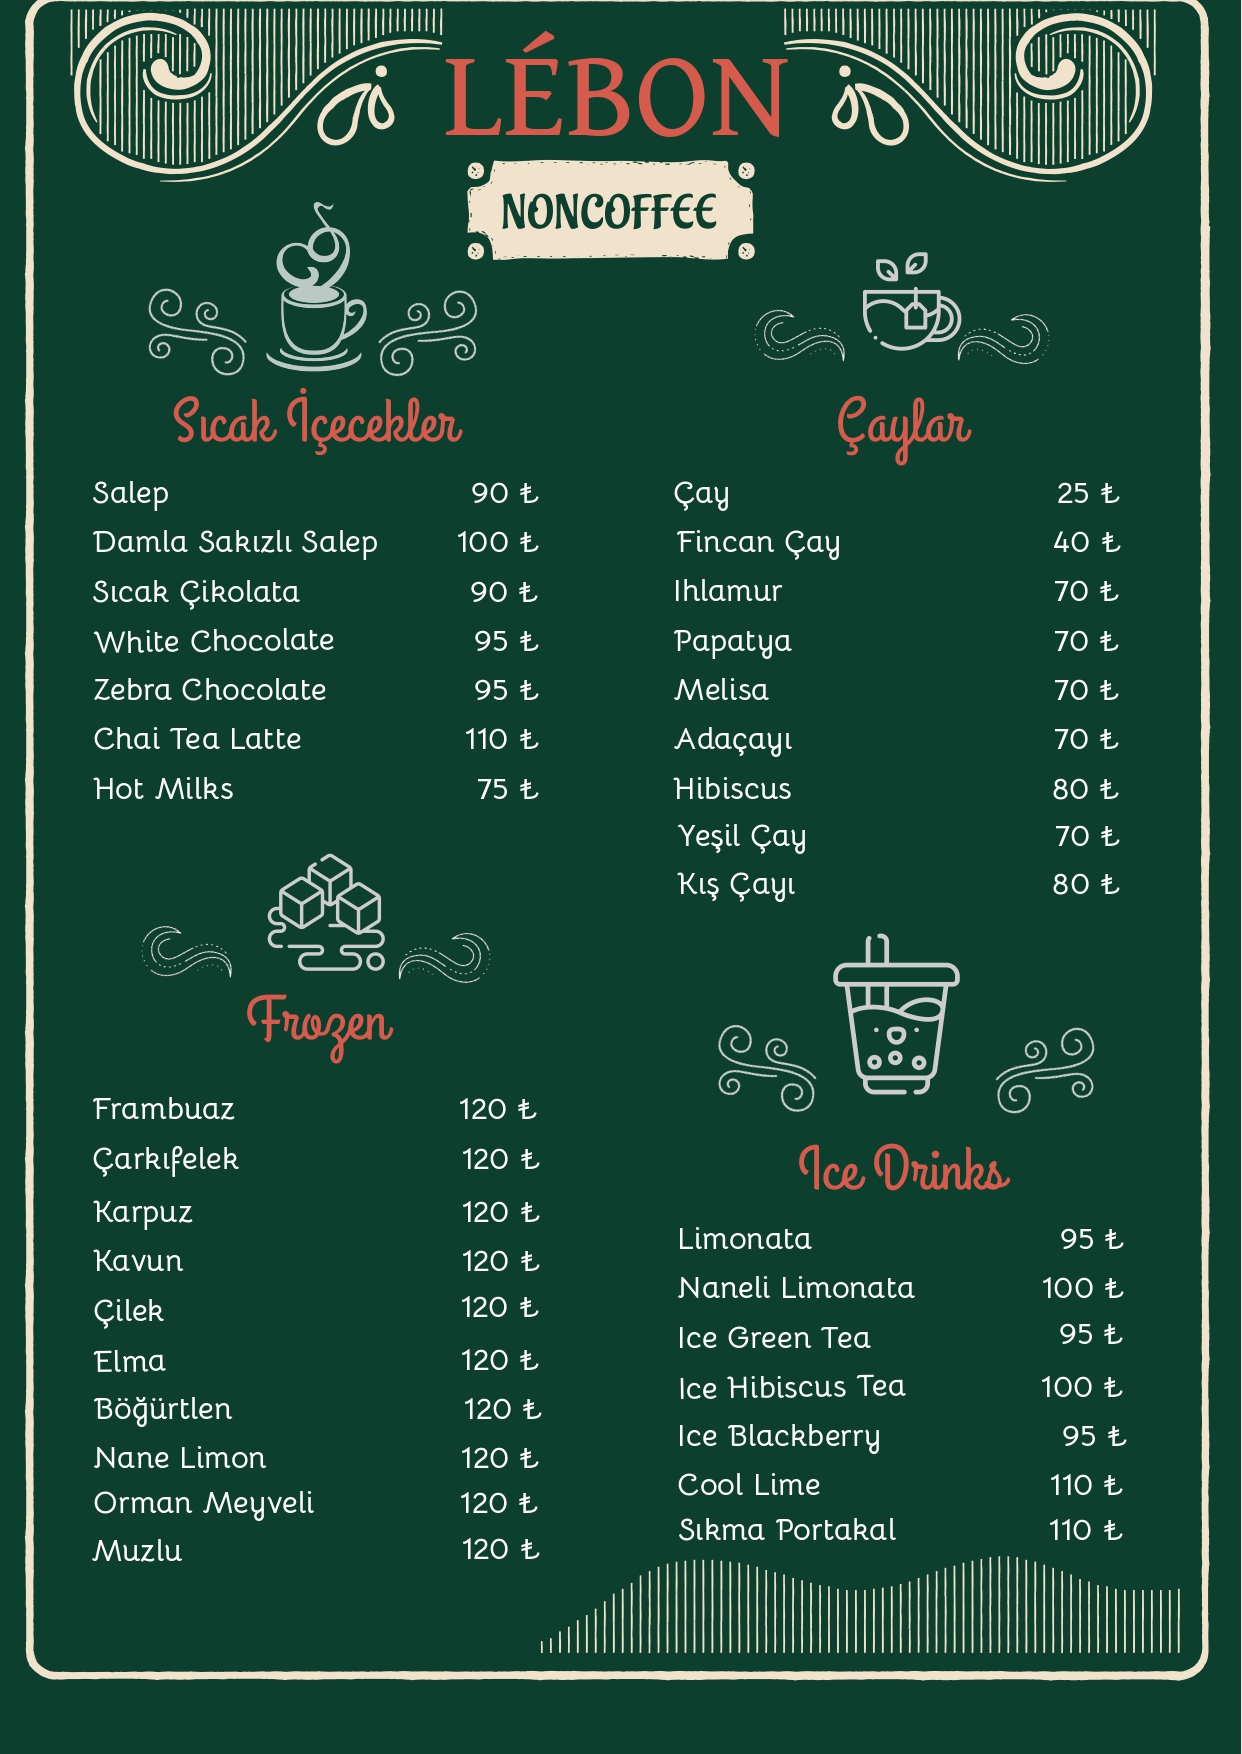 LÉBON
NONCOFFEE
Sıcak İçecekler
Salep 90 ₺
Damla Sakızlı Salep 100 ₺
Sıcak Çikolata 90 ₺
White Chocolate 95 ₺
Zebra Chocolate 95 ₺
Chai Tea Latte 110 ₺
Hot Milks 75 ₺
Frozen
Frambuaz 120 ₺
Çarkıfelek 120 ₺
Karpuz 120 ₺
Kavun 120 ₺
Çilek 120 ₺
Elma 120 ₺
Böğürtlen 120 ₺
Nane Limon 120 ₺
Orman Meyveli 120 ₺
Muzlu 120 ₺
Çaylar
Çay 25 ₺
Fincan Çay 40 ₺
Ihlamur 70 ₺
Papatya 70 ₺
Melisa 70 ₺
Adaçayı 70 ₺
Hibiscus 80 ₺
Yeşil Çay 70 ₺
Kış Çayı 80 ₺
Ice Drinks
Limonata 95 ₺
Naneli Limonata 100 ₺
Ice Green Tea 95 ₺
Ice Hibiscus Tea 100 ₺
Ice Blackberry 95 ₺
Cool Lime 110 ₺
Sıkma Portakal 110 ₺